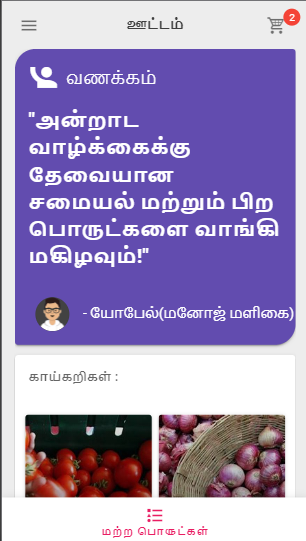 ஊட்டம்
2
வணக்கம்
"அன்றாட
வாழ்க்கைக்கு
தேவையான
சமையல் மற்றும் பிற
பொருட்களை வாங்கி
மகிழவும்!"
- யோபேல்(மனோஜ் மளிகை)
காய்கறிகள் :
மற்ற பொருட்கள்